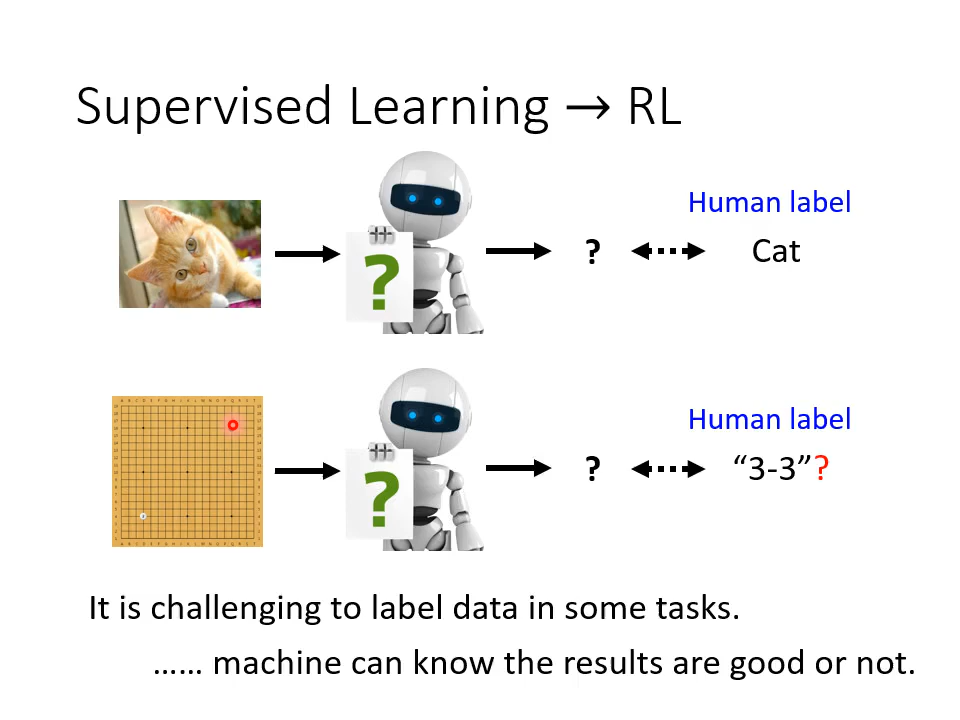 Supervised Learning → RL
Human label
?
?
Cat
Human label
?
?
“3-3”?
It is challenging to label data in some tasks.
…… machine can know the results are good or not.